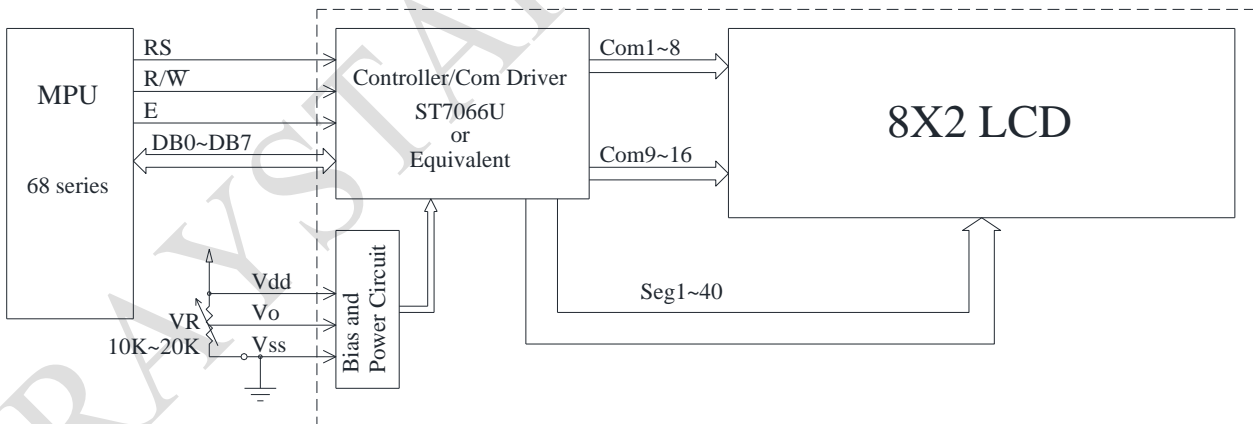 RS
R/W̅
E
DB0~DB7
MPU
68 series
Controller/Com Driver
ST7066U
or
Equivalent
Com1~8
Com9~16
8X2 LCD
Vdd
Vo
Vss
VR
10K~20K
Bias and
Power Circuit
Seg1~40
RAYSTA